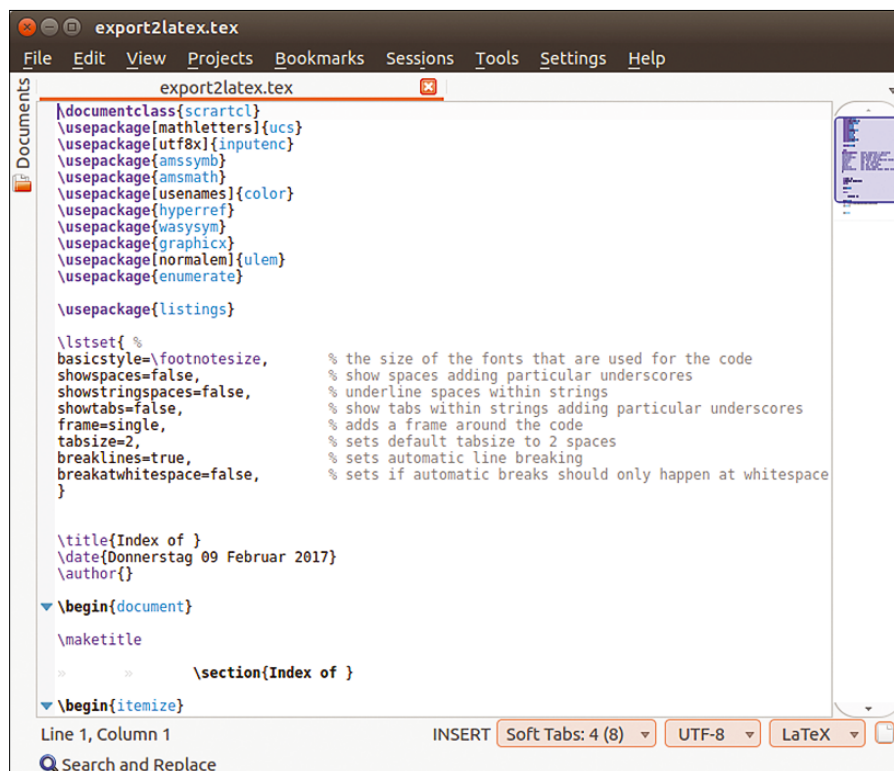 export2latex.tex
File Edit View Projects Bookmarks Sessions Tools Settings Help
Documents
export2latex.tex
\documentclass{scrartcl}
\usepackage[mathletters]{ucs}
\usepackage[utf8x]{inputenc}
\usepackage{amssymb}
\usepackage{amsmath}
\usepackage[usenames]{color}
\usepackage{hyperref}
\usepackage{wasysym}
\usepackage{graphicx}
\usepackage[normalem]{ulem}
\usepackage{enumerate}
\usepackage{listings}
\lstset{ %
basicstyle=\footnotesize, % the size of the fonts that are used for the code
showspaces=false, % show spaces adding particular underscores
showstringspaces=false, % underline spaces within strings
showtabs=false, % show tabs within strings adding particular underscores
frame=single, % adds a frame around the code
tabsize=2, % sets default tabsize to 2 spaces
breaklines=true, % sets automatic line breaking
breakatwhitespace=false, % sets if automatic breaks should only happen at whitespace
}
\title{Index of }
\date{Donnerstag 09 Februar 2017}
\author{}
\begin{document}
\maketitle
» » \section{Index of }
\begin{itemize}
Line 1, Column 1 INSERT Soft Tabs: 4 (8) UTF-8 LaTeX
Search and Replace